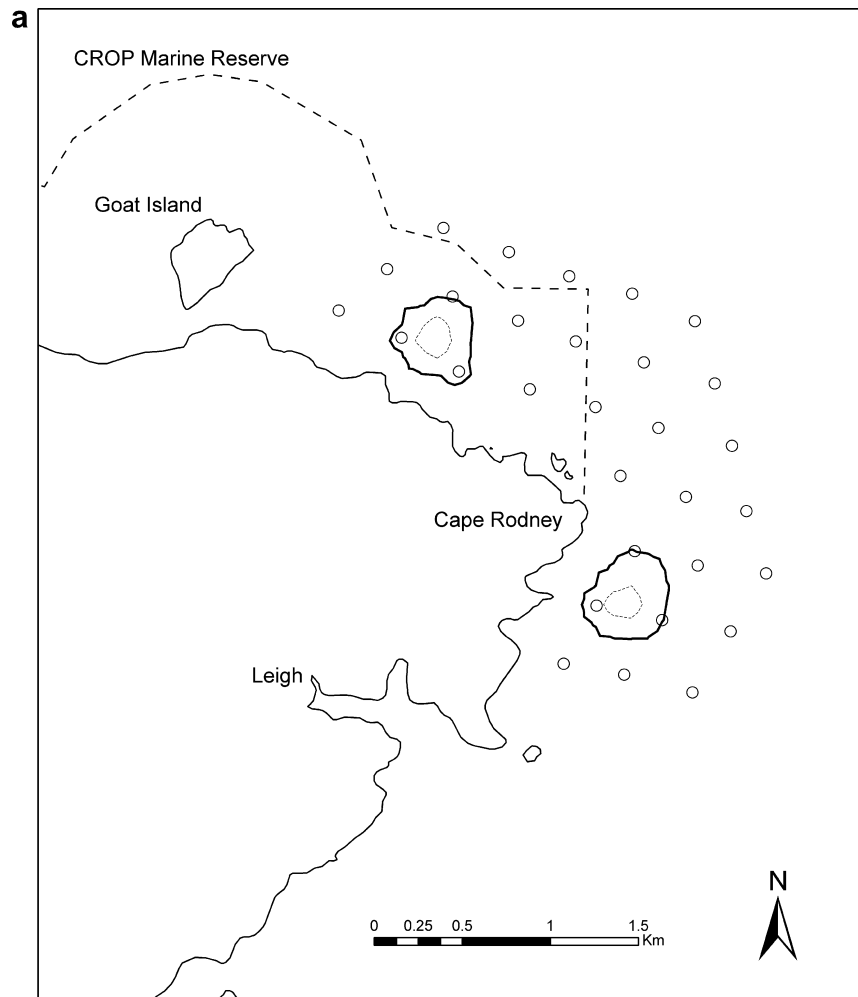 a
CROP Marine Reserve
Goat Island
Cape Rodney
Leigh
N
0 0.25 0.5 1 1.5
Km